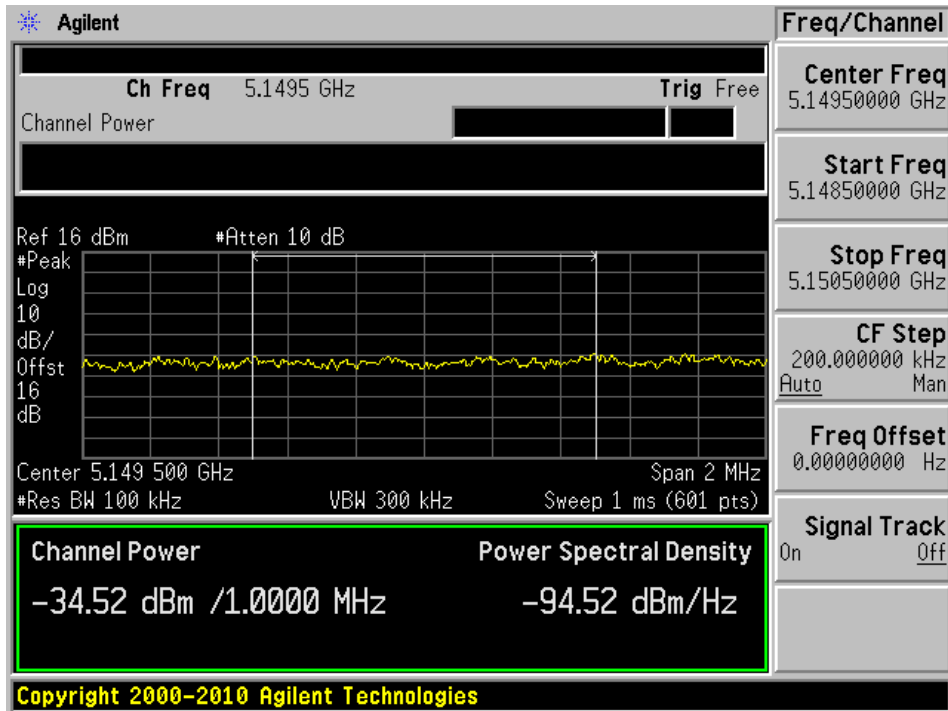 Agilent
Ch Freq 5.1495 GHz Trig Free
Channel Power
Ref 16 dBm #Atten 10 dB
#Peak
Log
10
dB/
Offst
16
dB
Center 5.149 500 GHz Span 2 MHz
#Res BW 100 kHz VBW 300 kHz Sweep 1 ms (601 pts)
Channel Power Power Spectral Density
-34.52 dBm /1.0000 MHz -94.52 dBm/Hz
Copyright 2000-2010 Agilent Technologies
Freq/Channel
Center Freq
5.14950000 GHz
Start Freq
5.14850000 GHz
Stop Freq
5.15050000 GHz
CF Step
200.000000 kHz
Auto Man
Freq Offset
0.00000000 Hz
Signal Track
On Off